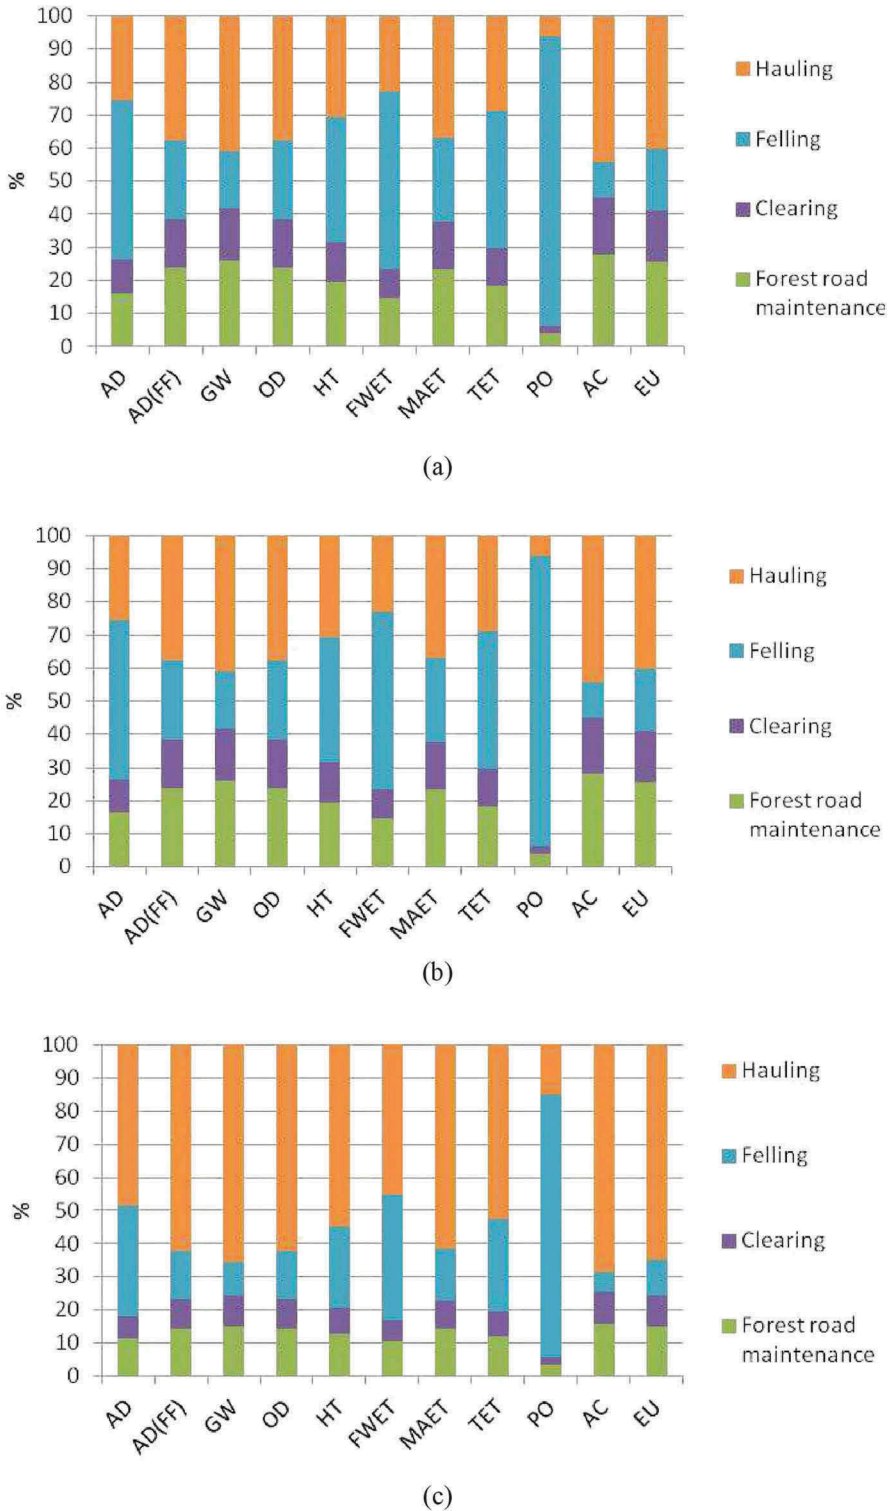 100
90
80
70
60
50
40
30
20
10
0
%
AD
AD(FF)
GW
OD
HT
FWET
MAET
TET
PO
AC
EU
Hauling
Felling
Clearing
Forest road
maintenance
(a)
100
90
80
70
60
50
40
30
20
10
0
%
AD
AD(FF)
GW
OD
HT
FWET
MAET
TET
PO
AC
EU
Hauling
Felling
Clearing
Forest road
maintenance
(b)
100
90
80
70
60
50
40
30
20
10
0
%
AD
AD(FF)
GW
OD
HT
FWET
MAET
TET
PO
AC
EU
Hauling
Felling
Clearing
Forest road
maintenance
(c)